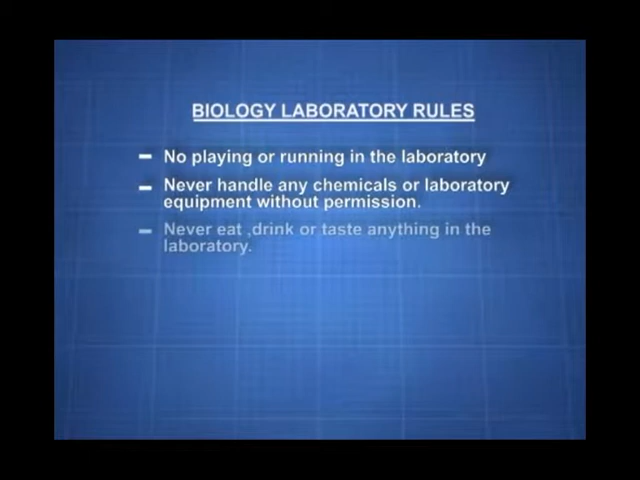 BIOLOGY LABORATORY RULES
- No playing or running in the laboratory
- Never handle any chemicals or laboratory
equipment without permission.
- Never eat ,drink or taste anything in the
laboratory.